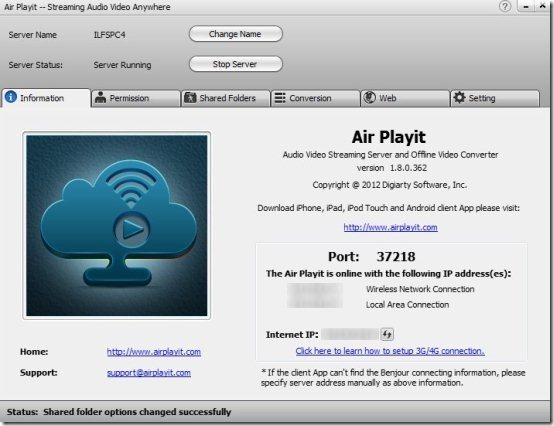 Air Playit -- Streaming Audio Video Anywhere
Server Name ILFSPC4 Change Name
Server Status: Server Running Stop Server
Information Permission Shared Folders Conversion Web Setting
Air Playit
Audio Video Streaming Server and Offline Video Converter
version 1.8.0.362
Copyright @ 2012 Digiarty Software, Inc.
Download iPhone, iPad, iPod Touch and Android client App please visit:
http://www.airplayit.com
Port: 37218
The Air Playit is online with the following IP address(es):
Wireless Network Connection
Local Area Connection
Internet IP:
Click here to learn how to setup 3G/4G connection.
Home: http://www.airplayit.com
Support: support@airplayit.com
* If the client App can't find the Benjour connecting information, please
specify server address manually as above information.
Status: Shared folder options changed successfully